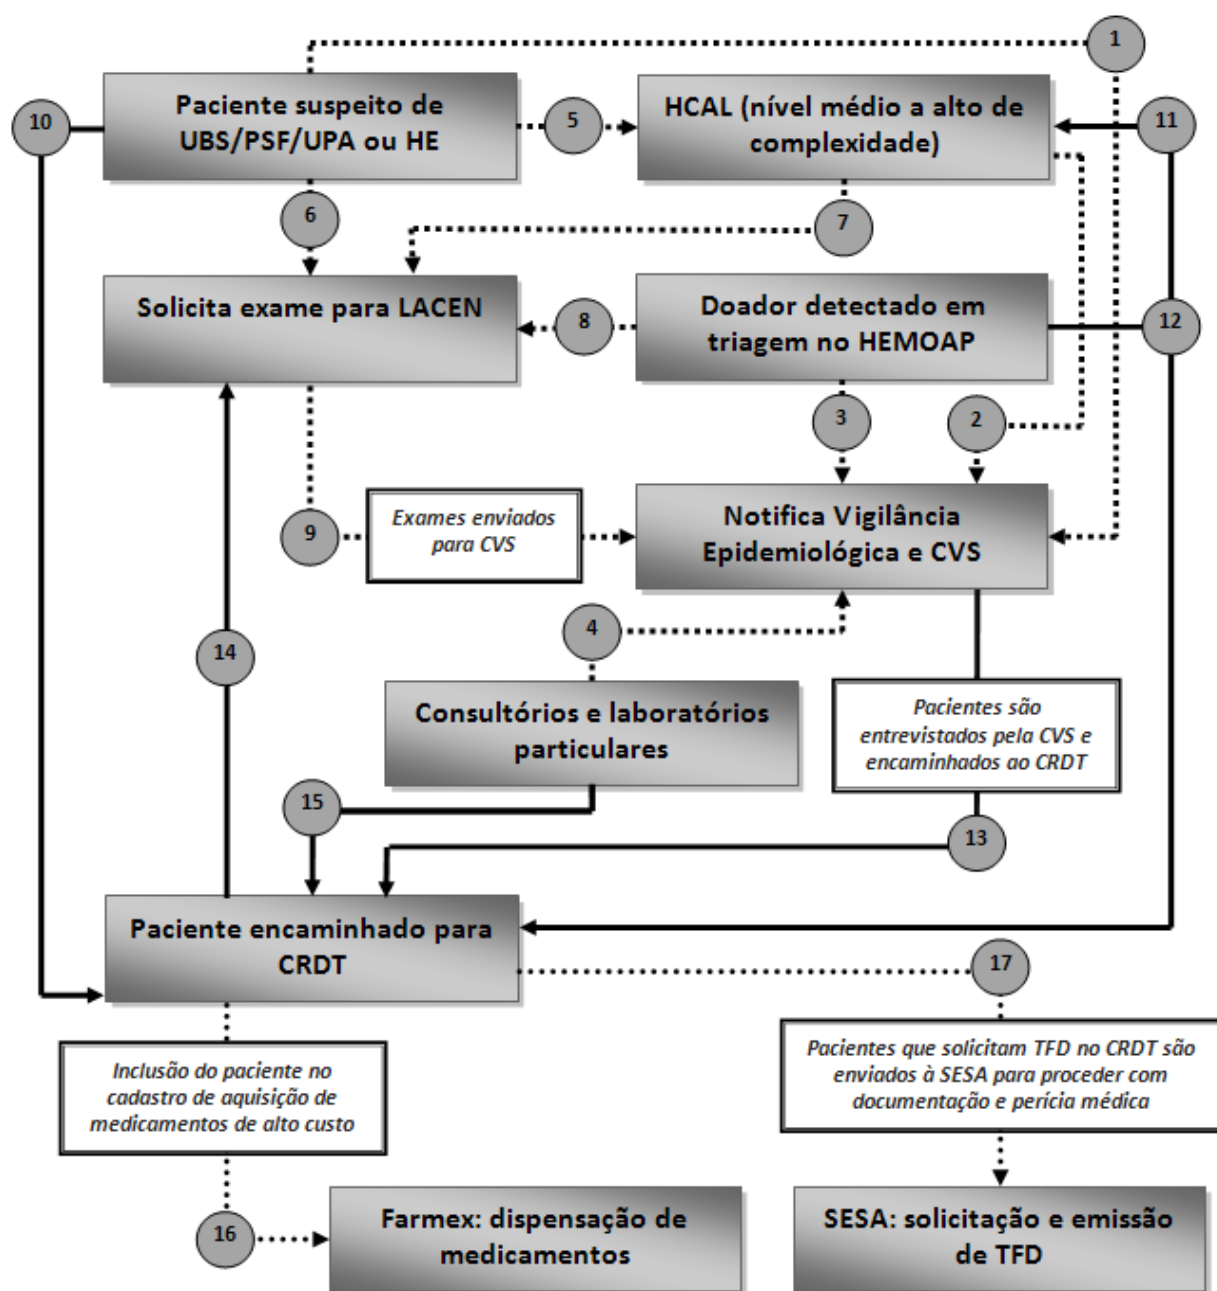 1
Paciente suspeito de
UBS/PSF/UPA ou HE
HCAL (nível médio a alto de
complexidade)
10
5
11
6
7
Solicita exame para LACEN
Doador detectado em
triagem no HEMOAP
8
12
3
2
9
Exames enviados
para CVS
Notifica Vigilância
Epidemiológica e CVS
4
14
Consultórios e laboratórios
particulares
Pacientes são
entrevistados pela CVS e
encaminhados ao CRDT
15
13
Paciente encaminhado para
CRDT
17
Inclusão do paciente no
cadastro de aquisição de
medicamentos de alto custo
Pacientes que solicitam TFD no CRDT são
enviados à SESA para proceder com
documentação e perícia médica
16
Farmex: dispensação de
medicamentos
SESA: solicitação e emissão
de TFD